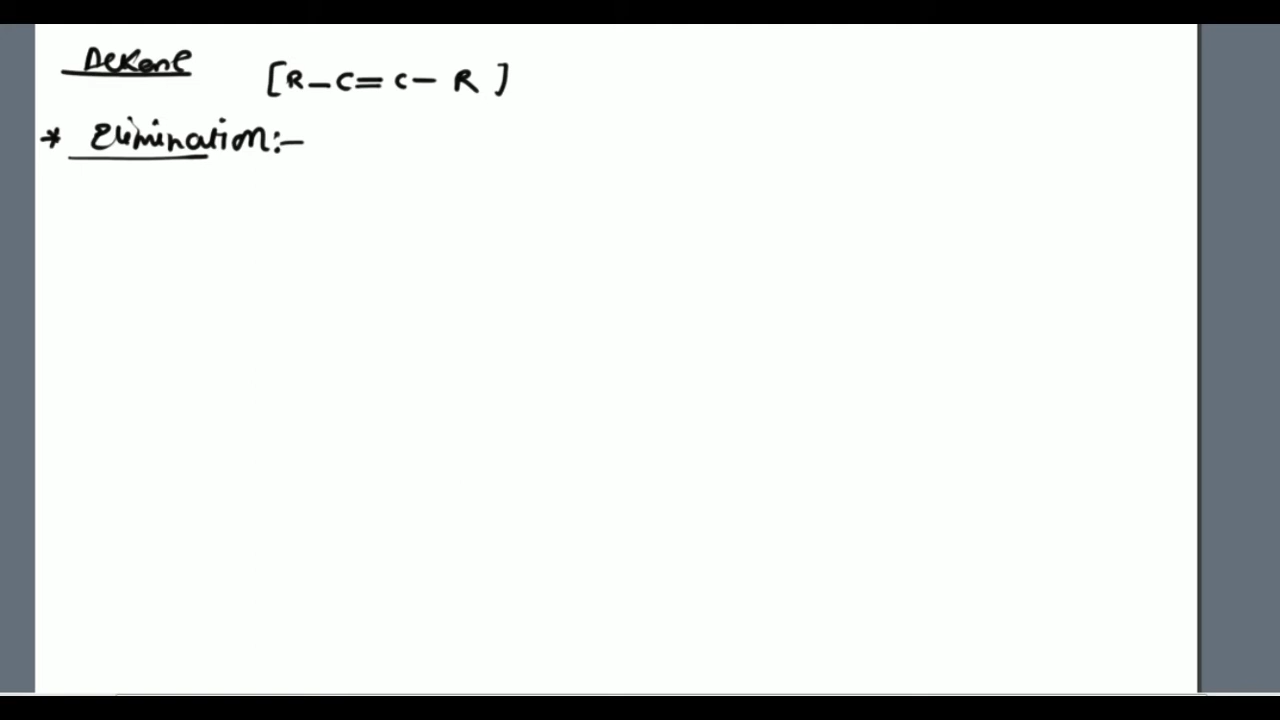 Alkene [R-C=C-R]
* Elimination:-